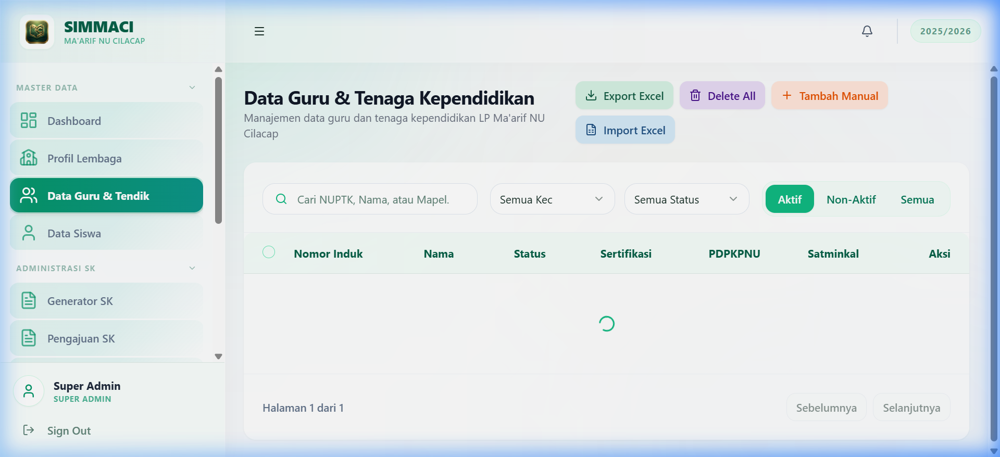 SIMMACI
MA'ARIF NU CILACAP
2025/2026
MASTER DATA
Dashboard
Profil Lembaga
Data Guru & Tendik
Data Siswa
ADMINISTRASI SK
Generator SK
Pengajuan SK
Super Admin
SUPER ADMIN
Sign Out
Data Guru & Tenaga Kependidikan
Manajemen data guru dan tenaga kependidikan LP Ma'arif NU
Cilacap
Export Excel
Delete All
Tambah Manual
Import Excel
Cari NUPTK, Nama, atau Mapel.
Semua Kec
Semua Status
Aktif
Non-Aktif
Semua
Nomor Induk
Nama
Status
Sertifikasi
PDPKPNU
Satminkal
Aksi
Halaman 1 dari 1
Sebelumnya
Selanjutnya